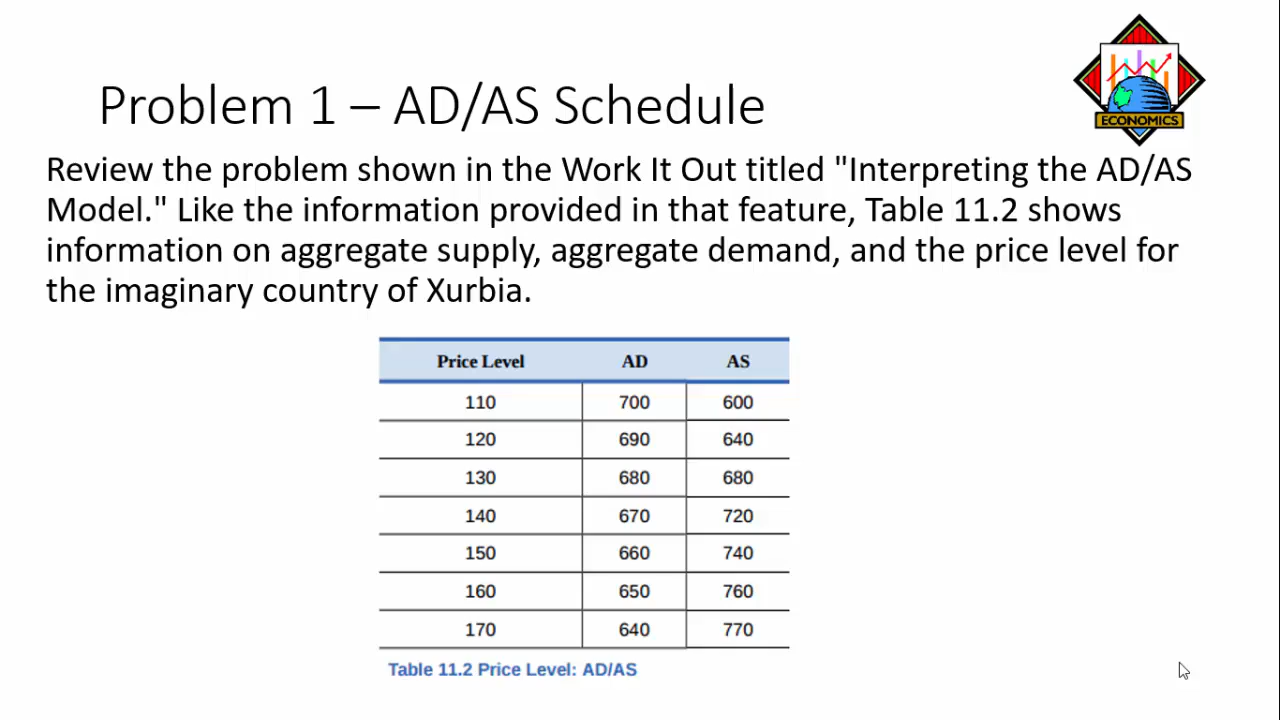 ECONOMICS
Problem 1 – AD/AS Schedule
Review the problem shown in the Work It Out titled "Interpreting the AD/AS
Model." Like the information provided in that feature, Table 11.2 shows
information on aggregate supply, aggregate demand, and the price level for
the imaginary country of Xurbia.
Price Level AD AS
110 700 600
120 690 640
130 680 680
140 670 720
150 660 740
160 650 760
170 640 770
Table 11.2 Price Level: AD/AS